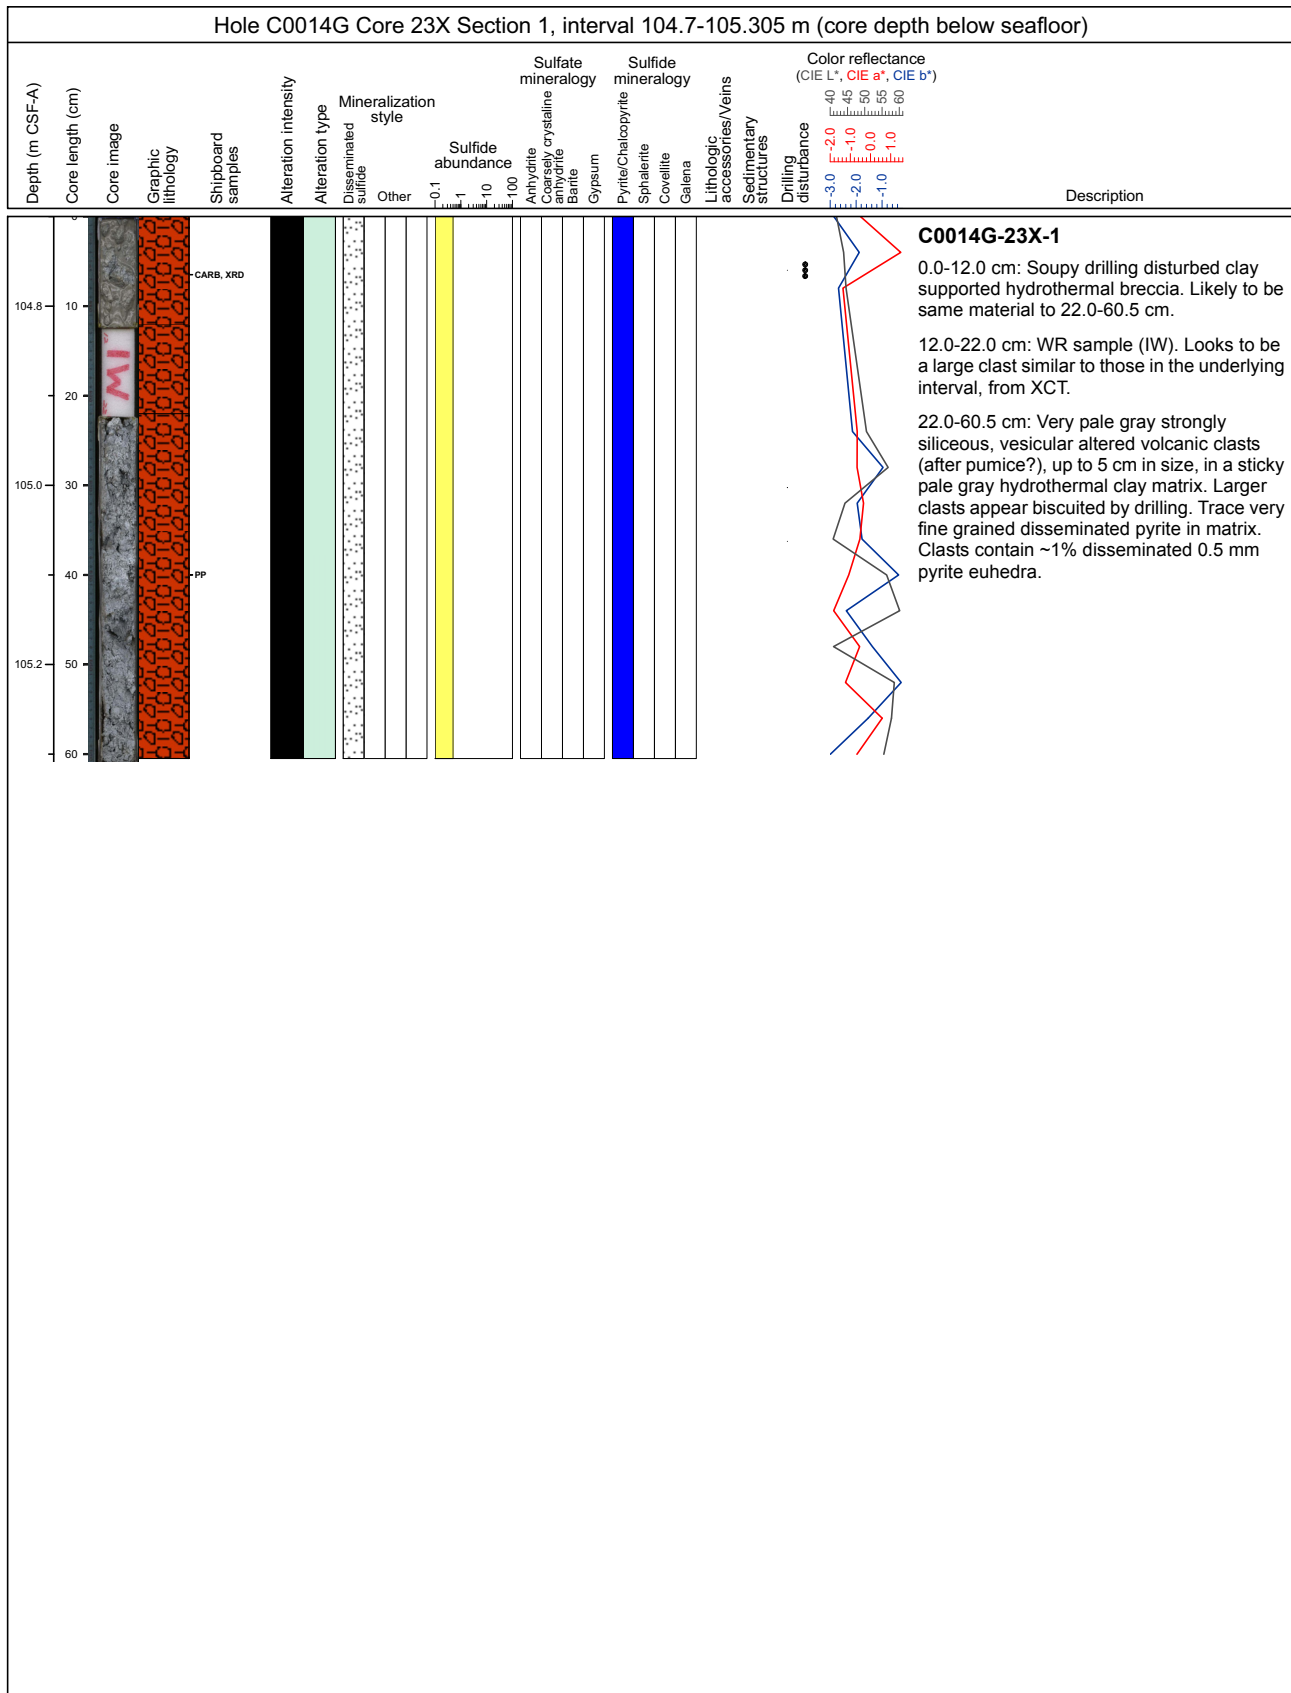 Hole C0014G Core 23X Section 1, interval 104.7-105.305 m (core depth below seafloor)
Depth (m CSF-A)
Core length (cm)
Core image
Graphic
lithology
Shipboard
samples
Alteration intensity
Alteration type
Mineralization
style
Disseminated
sulfide
Other
Sulfide
abundance
0.1
1
10
100
Sulfate
mineralogy
Anhydrite
Coarsely crystaline
anhydrite
Barite
Gypsum
Sulfide
mineralogy
Pyrite/Chalcopyrite
Sphalerite
Covellite
Galena
Lithologic
accessories/Veins
Sedimentary
structures
Drilling
disturbance
Color reflectance
(CIE L*, CIE a*, CIE b*)
40
45
50
55
60
-2.0
-1.0
0.0
1.0
-3.0
-2.0
-1.0
Description
0
CARB, XRD
104.8
10
IW
20
105.0
30
40
PP
105.2
50
60
C0014G-23X-1
0.0-12.0 cm: Soupy drilling disturbed clay
supported hydrothermal breccia. Likely to be
same material to 22.0-60.5 cm.
12.0-22.0 cm: WR sample (IW). Looks to be
a large clast similar to those in the underlying
interval, from XCT.
22.0-60.5 cm: Very pale gray strongly
siliceous, vesicular altered volcanic clasts
(after pumice?), up to 5 cm in size, in a sticky
pale gray hydrothermal clay matrix. Larger
clasts appear biscuited by drilling. Trace very
fine grained disseminated pyrite in matrix.
Clasts contain ~1% disseminated 0.5 mm
pyrite euhedra.